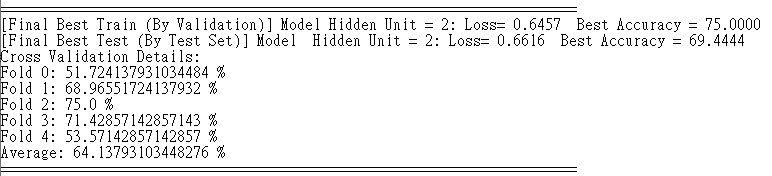 [Final Best Train (By Validation)] Model Hidden Unit = 2: Loss= 0.6457  Best Accuracy = 75.0000
[Final Best Test (By Test Set)] Model  Hidden Unit = 2: Loss= 0.6616  Best Accuracy = 69.4444
Cross Validation Details:
Fold 0: 51.724137931034484 %
Fold 1: 68.96551724137932 %
Fold 2: 75.0 %
Fold 3: 71.42857142857143 %
Fold 4: 53.57142857142857 %
Average: 64.13793103448276 %